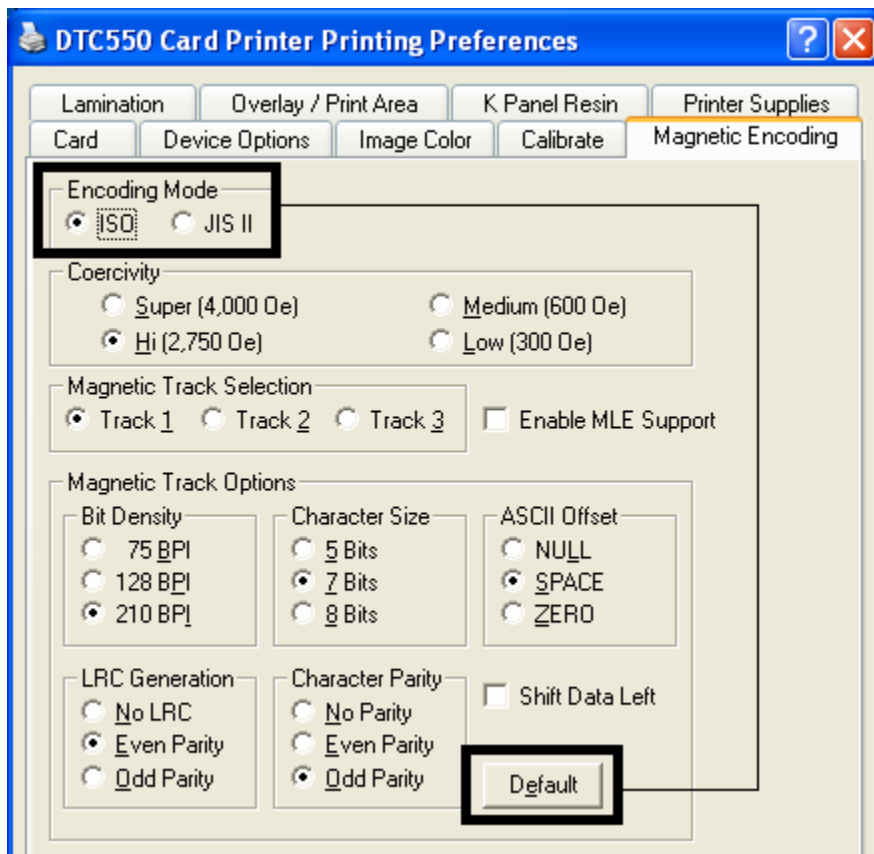 DTC550 Card Printer Printing Preferences
Lamination Overlay / Print Area K Panel Resin Printer Supplies
Card Device Options Image Color Calibrate Magnetic Encoding
Encoding Mode
ISO JIS II
Coercivity
Super (4,000 Oe) Medium (600 Oe)
Hi (2,750 Oe) Low (300 Oe)
Magnetic Track Selection
Track 1 Track 2 Track 3 Enable MLE Support
Magnetic Track Options
Bit Density Character Size ASCII Offset
75 BPI 5 Bits NULL
128 BPI 7 Bits SPACE
210 BPI 8 Bits ZERO
LRC Generation Character Parity
No LRC No Parity Shift Data Left
Even Parity Even Parity
Odd Parity Odd Parity Default